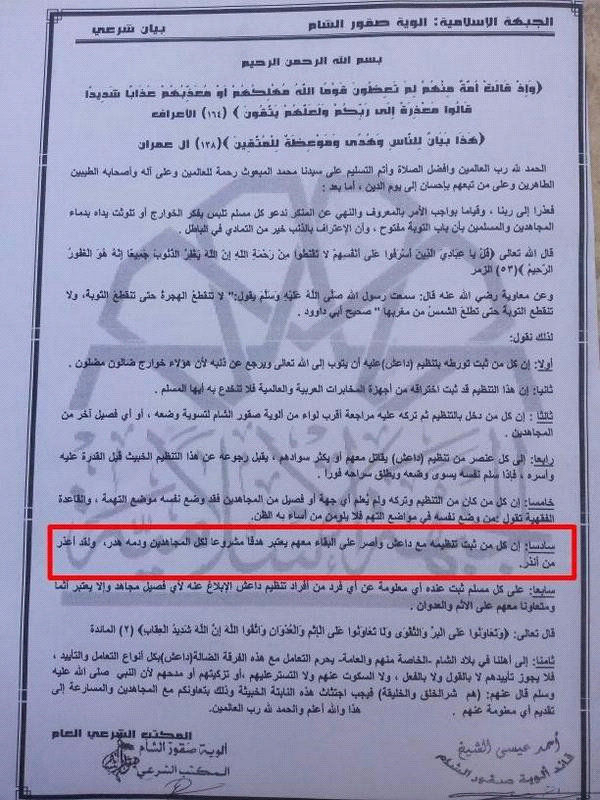 الجبهة الاسلامية: الوية صقور الشام
بيان شرعي
بسم الله الرحمن الرحيم
﴿وَإِذْ قَالَتْ أُمَّةٌ مِنْهُمْ لِمَ تَعِظُونَ قَوْمًا اللَّهُ مُهْلِكُهُمْ أَوْ مُعَذِّبُهُمْ عَذَابًا شَدِيدًا
قَالُوا مَعْذِرَةً إِلَى رَبِّكُمْ وَلَعَلَّهُمْ يَتَّقُونَ ﴾ (١٦٤) الأعراف
﴿هَذَا بَيَانٌ لِلنَّاسِ وَهُدًى وَمَوْعِظَةٌ لِلْمُتَّقِينَ ﴾(١٣٨) آل عمران
الحمد لله رب العالمين وافضل الصلاة وأتم التسليم على سيدنا محمد المبعوث رحمة للعالمين وعلى آله وأصحابه الطيبين
الطاهرين وعلى من تبعهم بإحسان إلى يوم الدين ، أما بعد :
فعذرا إلى ربنا ، وقياما بواجب الأمر بالمعروف والنهي عن المنكر ندعو كل مسلم تلبس بفكر الخوارج أو تلوثت يداه بدماء
المجاهدين والمسلمين بأن باب التوبة مفتوح ، وأن الإعتراف بالذنب خير من التمادي في الباطل .
قال الله تعالى (قُلْ يا عِبَادِيَ الَّذِينَ أَسْرَفُوا عَلَى أَنْفُسِهِمْ لَا تَقْنَطُوا مِنْ رَحْمَةِ اللهِ إِنَّ اللهَ يَغْفِرُ الذُّنُوبَ جَمِيعًا إِنَّهُ هُوَ الْغَفُورُ
الرَّحِيمُ )(٥٣) الزمر
وعن معاوية رضي الله عنه قال: سمعت رسول الله صلَّى اللَّهُ عَلَيْهِ وَسَلَّمَ يقول:" لا تنقطعُ الهجرةُ حتى تنقطعَ التوبةُ، ولا
تنقطع التوبةُ حتى تطلعَ الشمسُ من مغربها " صحيح أبي داوود .
لذلك نقول:
أولا: إن كل من ثبت تورطه بتنظيم (داعش)عليه أن يتوب إلى الله تعالى ويرجع عن ذنبه لأن هؤلاء خوارج ضالون مضلون .
ثانيا: إن هذا التنظيم قد ثبت اختراقه من أجهزة المخابرات العربية والعالمية فلا تنخدع به أيها المسلم .
ثالثا : إن كل من دخل بالتنظيم ثم تركه عليه مراجعة أقرب لواء من ألوية صقور الشام لتسوية وضعه ، أو أي فصيل آخر من
المجاهدين .
رابعا: إلى كل عنصر من تنظيم (داعش) يقاتل معهم أو يكثر سوادهم ، يقبل رجوعه عن هذا التنظيم الخبيث قبل القدرة عليه
وأسره ، فإذا سلم نفسه يسوى وضعه ويطلق سراحه فورا .
خامسا: إن كل من كان من التنظيم وتركه ولم يُعلِم أي جهة أو فصيل من المجاهدين فقد وضع نفسه موضع التهمة ، والقاعدة
الفقهية تقول :من وضع نفسه في مواضع التهم فلا يلومن من أساء به الظن.
سادسا: إن كل من ثبت تنظيمه مع داعش وأصر على البقاء معهم يعتبر هدفا مشروعا لكل المجاهدين ودمه هدر، ولقد أعذر
من أنذر.
سابعا: على كل مسلم ثبت عنده أي معلومة عن أي فرد من أفراد تنظيم داعش الإبلاغ عنه لأي فصيل مجاهد وإلا يعتبر آثما
ومتعاونا معهم على الاثم والعدوان .
قال تعالى: (وَتَعَاوَنُوا عَلَى الْبرِّ وَالتَّقْوَى وَلَا تَعَاوَنُوا عَلَى الْإِثْمِ وَالْعُدْوَانِ وَاتَّقُوا اللَّهَ إِنَّ اللَّهَ شَدِيدُ الْعِقَابِ) (٢) المائدة
ثامنا: إلى أهلنا في بلاد الشام -الخاصة منهم والعامة- يحرم التعامل مع هذه الفرقة الضالة(داعش)بكل أنواع التعامل والتأييد ،
فلا يجوز تأييدهم لا بالقول ولا بالفعل ، ولا السكوت عنهم ولا التسترعليهم ،أو تزكيتهم أو مدحهم لأن النبي صلى الله عليه
وسلم قال عنهم: (هم شرالخلق والخليقة) فيجب اجتثاث هذه النابتة الخبيثة وذلك بتعاونكم مع المجاهدين والمسارعة إلى
تقديم أي معلومة عنهم . هذا والله أعلم والحمد لله رب العالمين.
المكتب الشرعي العام
ألوية صقور الشام
المكتب الشرعي
أحمد عيسى الشيخ
قائد ألوية صقور الشام